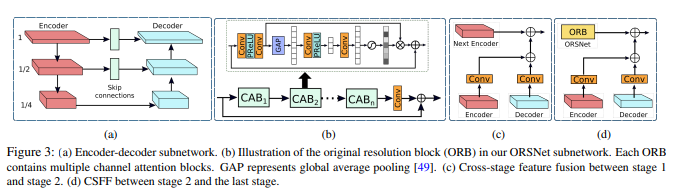 Encoder
Decoder
1
1/2
1/4
Skip
connections
(a)
Conv
PReLU
Conv
GAP
Conv
PReLU
Conv
CAB1
CAB2
CABn
Conv
(b)
Next Encoder
Conv
Conv
Encoder
Decoder
(c)
ORB
ORSNet
Conv
Conv
Encoder
Decoder
(d)
Figure 3: (a) Encoder-decoder subnetwork. (b) Illustration of the original resolution block (ORB) in our ORSNet subnetwork. Each ORB
contains multiple channel attention blocks. GAP represents global average pooling [49]. (c) Cross-stage feature fusion between stage 1
and stage 2. (d) CSFF between stage 2 and the last stage.